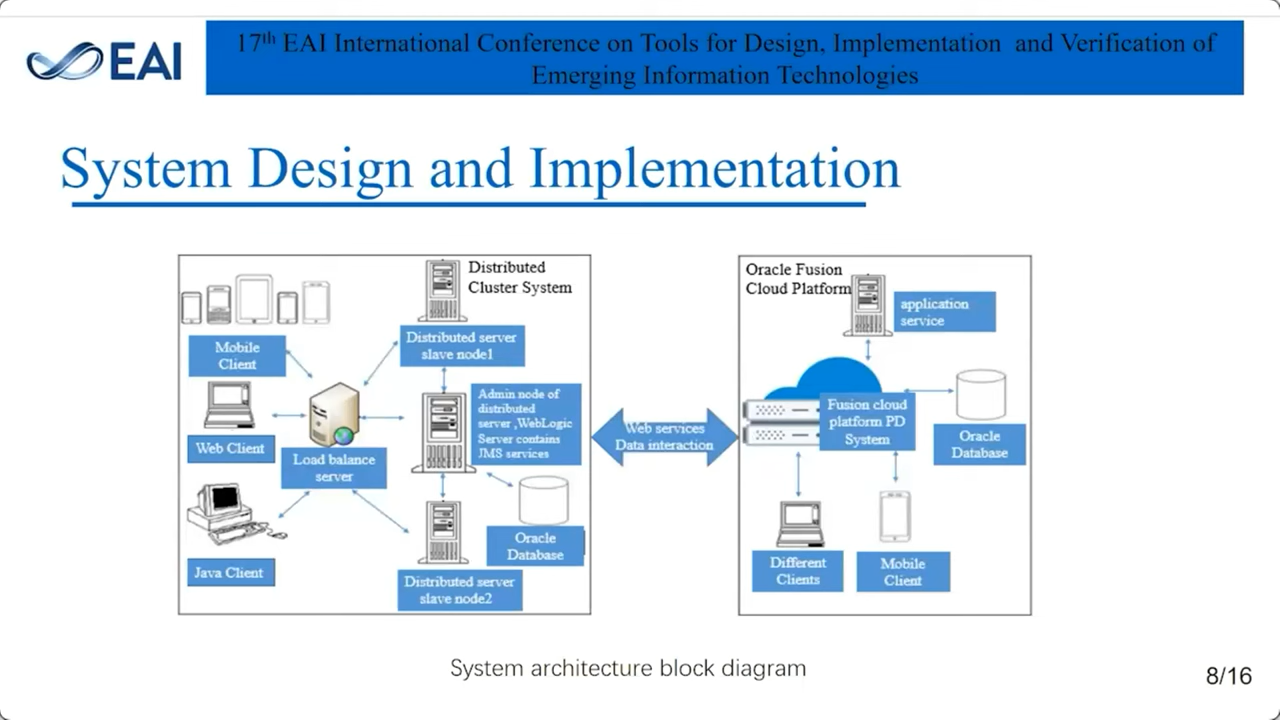 EAI
17th EAI International Conference on Tools for Design, Implementation and Verification of
Emerging Information Technologies
System Design and Implementation
Distributed
Cluster System
Mobile
Client
Distributed server
slave node1
Web Client
Load balance
server
Admin node of
distributed
server ,WebLogic
Server contains
JMS services
Java Client
Oracle
Database
Distributed server
slave node2
Web services
Data interaction
Oracle Fusion
Cloud Platform
application
service
Fusion cloud
platform PD
System
Oracle
Database
Different
Clients
Mobile
Client
System architecture block diagram
8/16